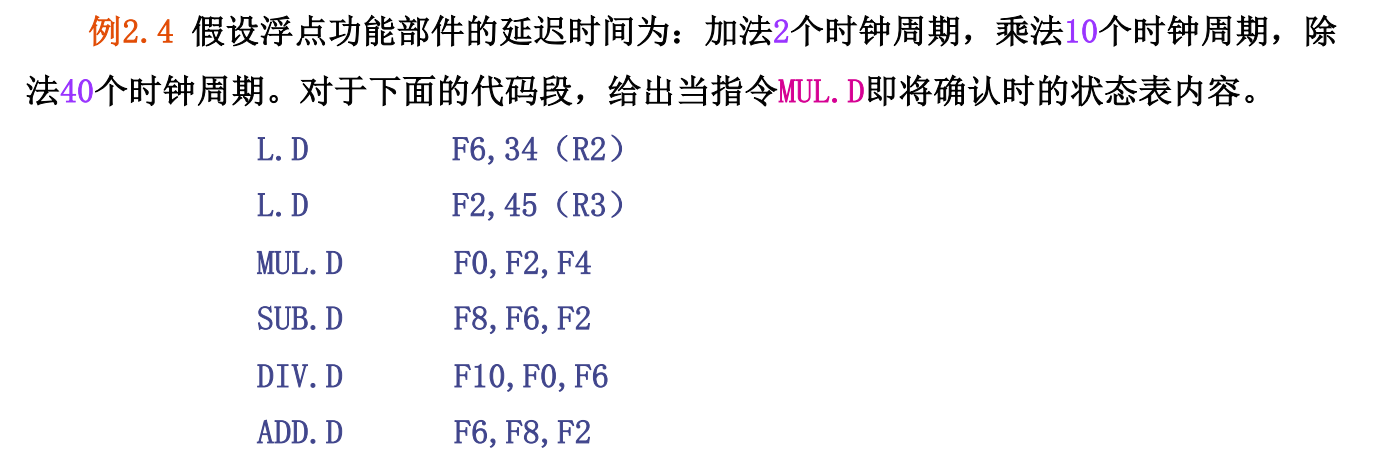 例2.4 假设浮点功能部件的延迟时间为：加法2个时钟周期，乘法10个时钟周期，除
法40个时钟周期。对于下面的代码段，给出当指令MUL.D即将确认时的状态表内容。
L.D F6,34（R2）
L.D F2,45（R3）
MUL.D F0,F2,F4
SUB.D F8,F6,F2
DIV.D F10,F0,F6
ADD.D F6,F8,F2